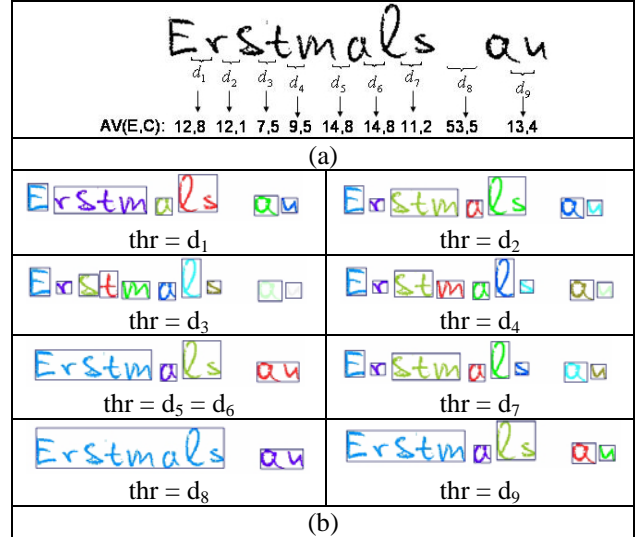 Erstmals au
d1 d2 d3 d4 d5 d6 d7 d8 d9
AV(E,C): 12,8 12,1 7,5 9,5 14,8 14,8 11,2 53,5 13,4
(a)
Erstmals au Erstmals au
thr = d1 thr = d2
Erstmals au Erstmals au
thr = d3 thr = d4
Erstmals au Erstmals au
thr = d5 = d6 thr = d7
Erstmals au Erstmals au
thr = d8 thr = d9
(b)